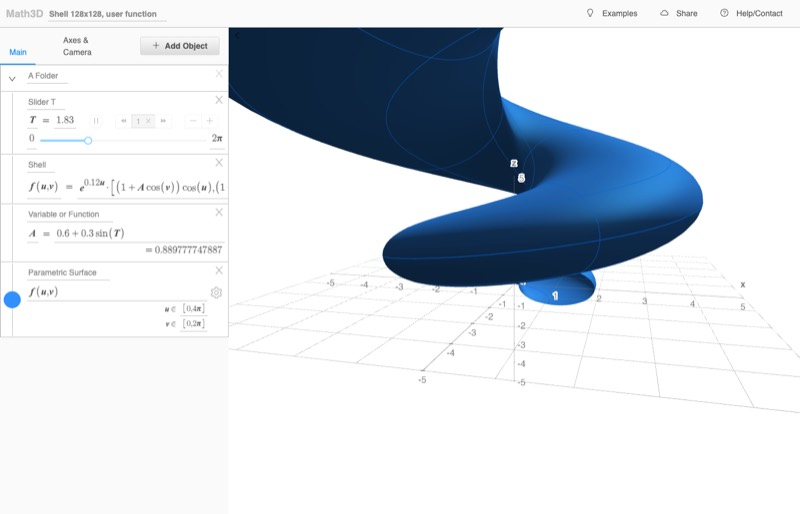 Math3D Shell 128x128, user function Examples Share Help/Contact
Main Axes & Camera + Add Object
A Folder X
Slider T X
T = 1.83 1 x − +
0 2π
Shell X
f(u,v) = e^0.12u · [(1 + A cos(v)) cos(u), (1
Variable or Function X
A = 0.6 + 0.3 sin(T)
= 0.889777747887
Parametric Surface X
f(u,v)
u ∈ [0,4π]
v ∈ [0,2π]
z
5
-5 -4 -3 -2 -1 1 2 3 4 5 x
-1 -2 -3 -4 -5
-1 -2 -3 -4 -5